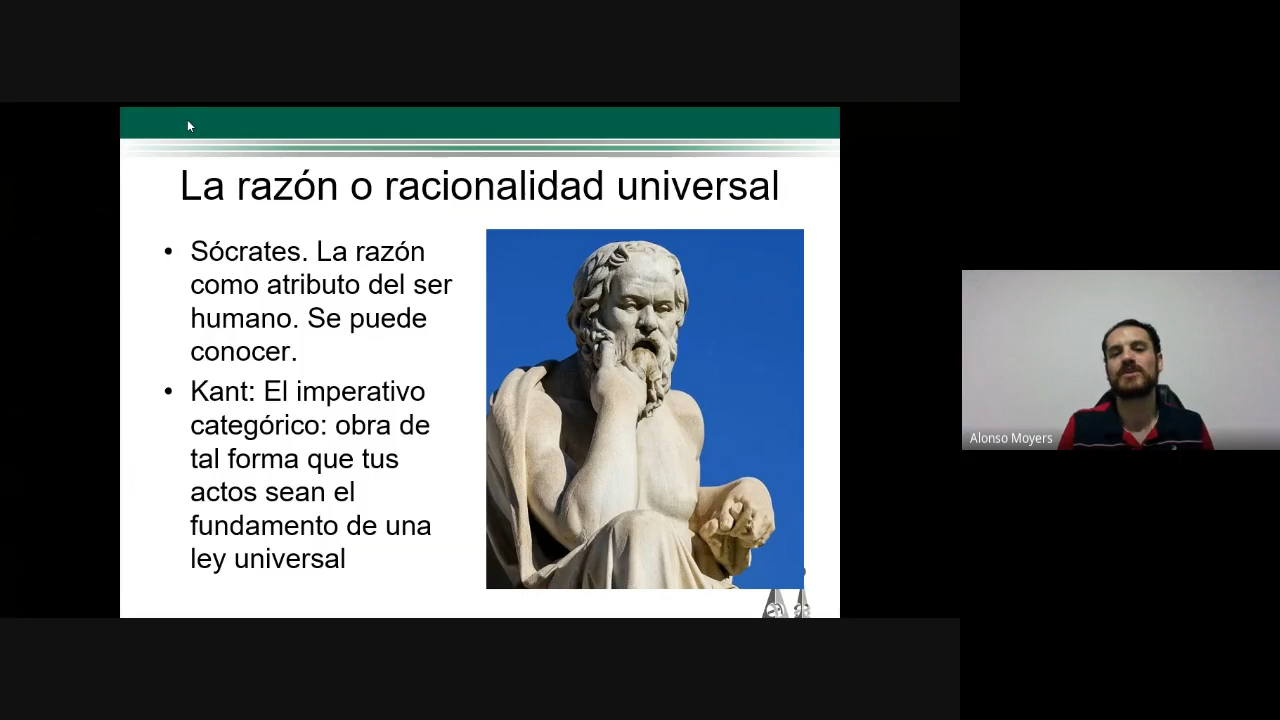 La razón o racionalidad universal
• Sócrates. La razón
como atributo del ser
humano. Se puede
conocer.
• Kant: El imperativo
categórico: obra de
tal forma que tus
actos sean el
fundamento de una
ley universal
Alonso Moyers